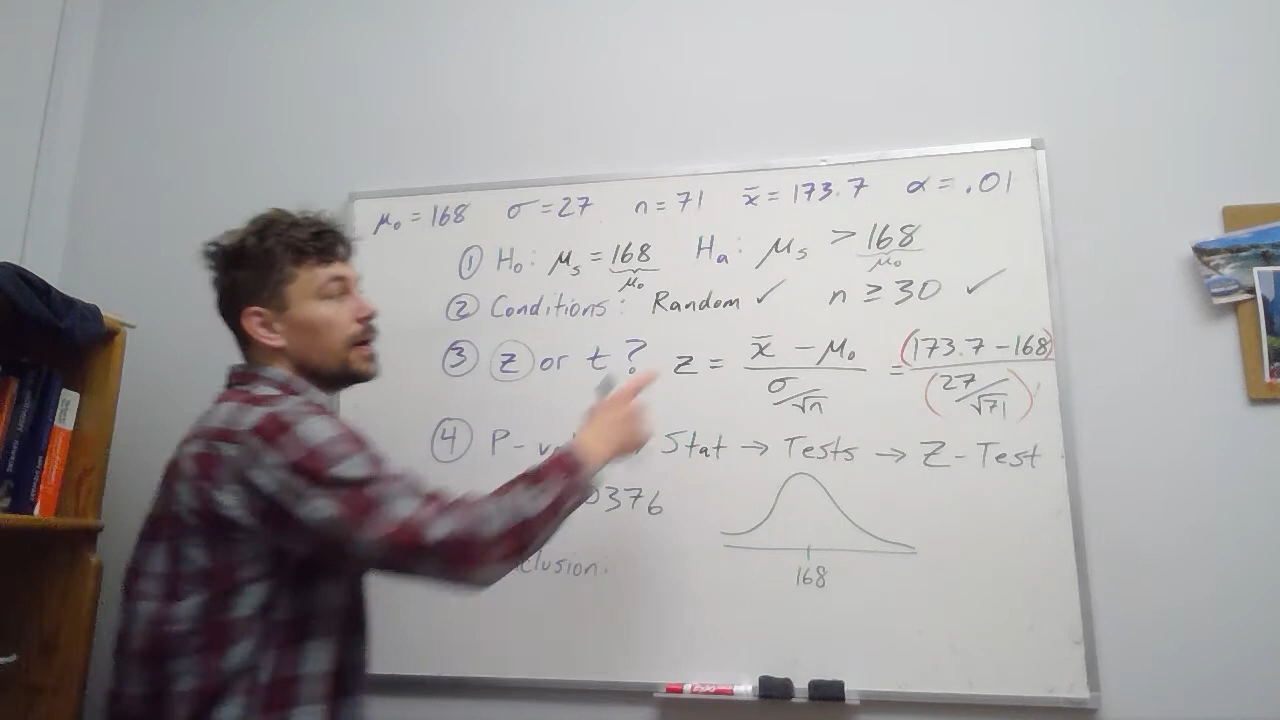 μ₀ = 168 σ = 27 n = 71 x̄ = 173.7 α = .01
① H₀: μₛ = 168 Hₐ: μₛ > 168
μ₀ μ₀
② Conditions: Random ✓ n ≥ 30 ✓
③ z or t? z = (x̄ - μ₀)/(σ/√n) = (173.7 - 168)/(27/√71)
④ P-v Stat → Tests → Z-Test
0376
clusion.
168
EXPO